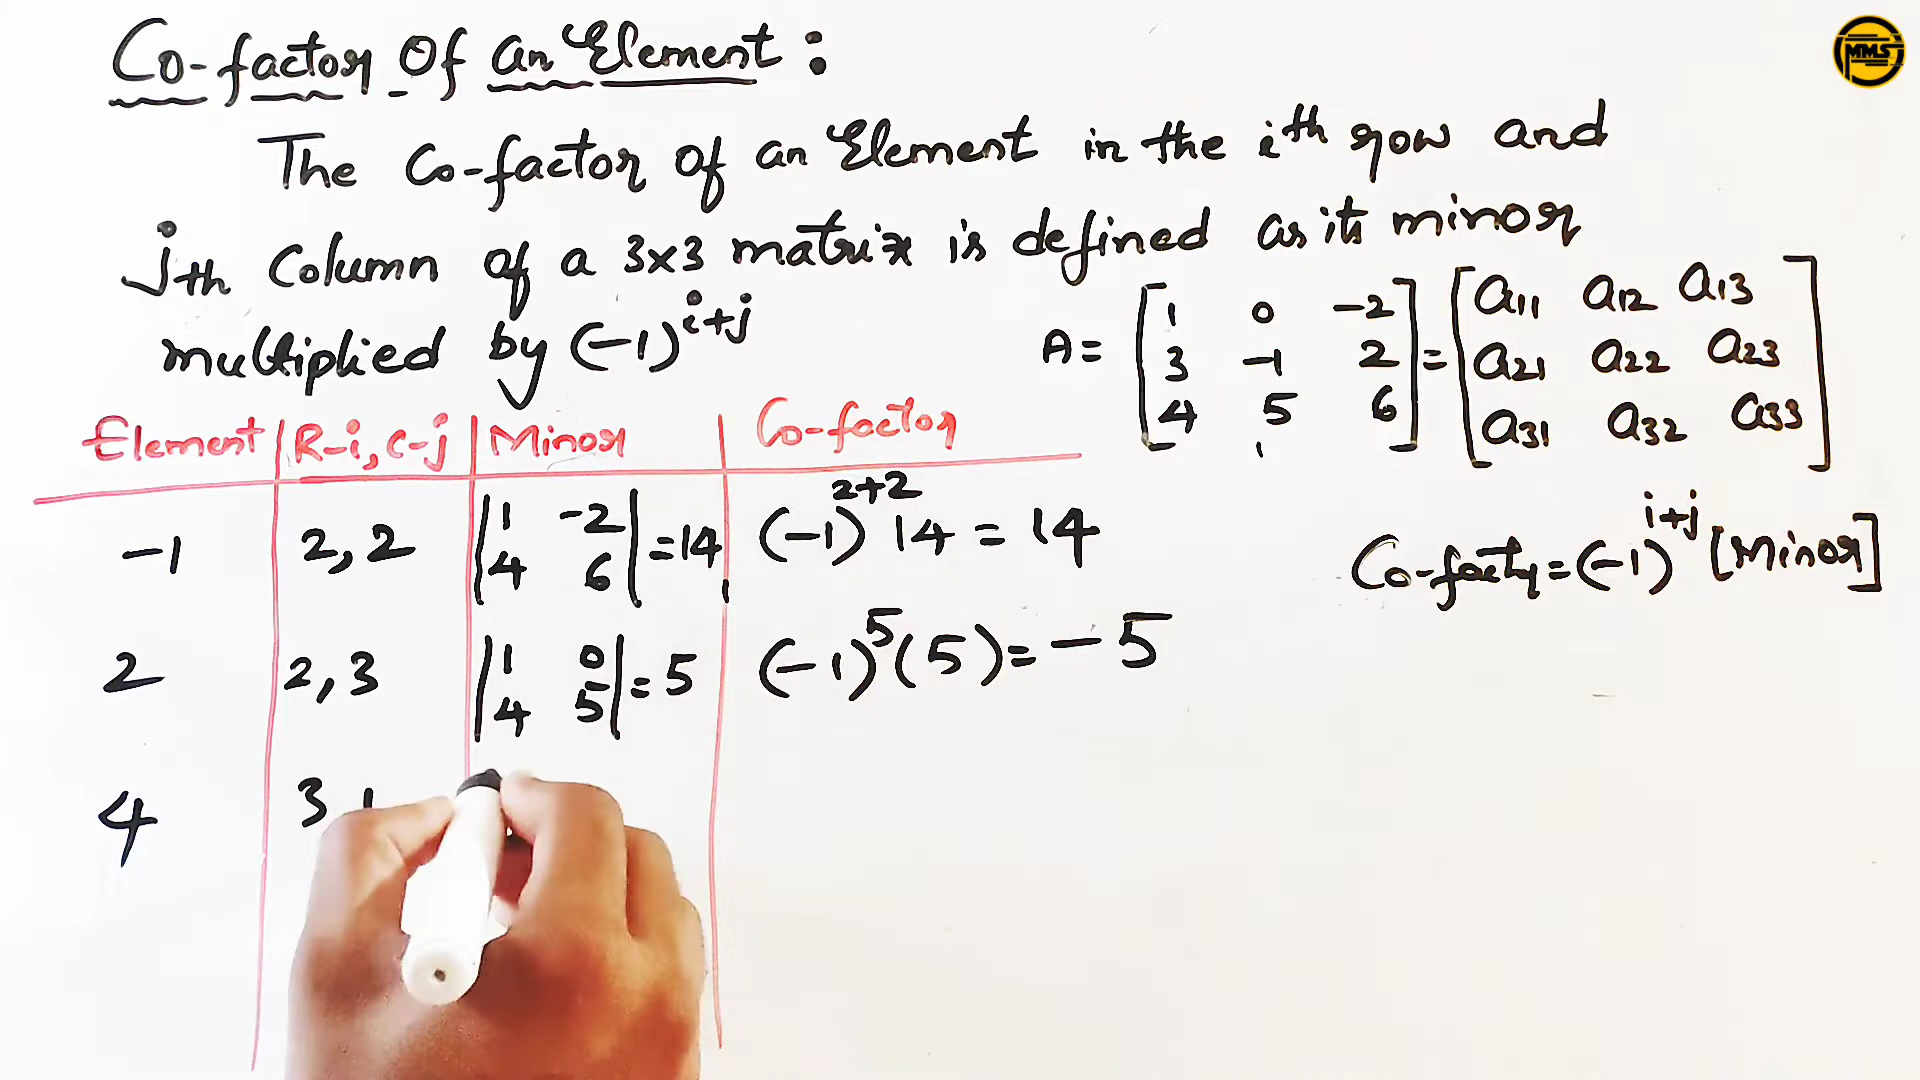 Co-factor Of an Element :
The Co-factor of an Element in the i^th row and
j_th Column of a 3x3 matrix is defined as its minor
multiplied by (-1)^i+j
A = [1 0 -2] = [a11 a12 a13]
[3 -1 2] [a21 a22 a23]
[4 5 6] [a31 a32 a33]
Element | R-i, c-j | Minor | Co-factor
-1 2,2 |1 -2| = 14 (-1)^2+2 14 = 14
|4 6|
Co-factr = (-1)^i+j [Minor]
2 2,3 |1 0| = 5 (-1)^5 (5) = -5
|4 5|
4 3
MMS